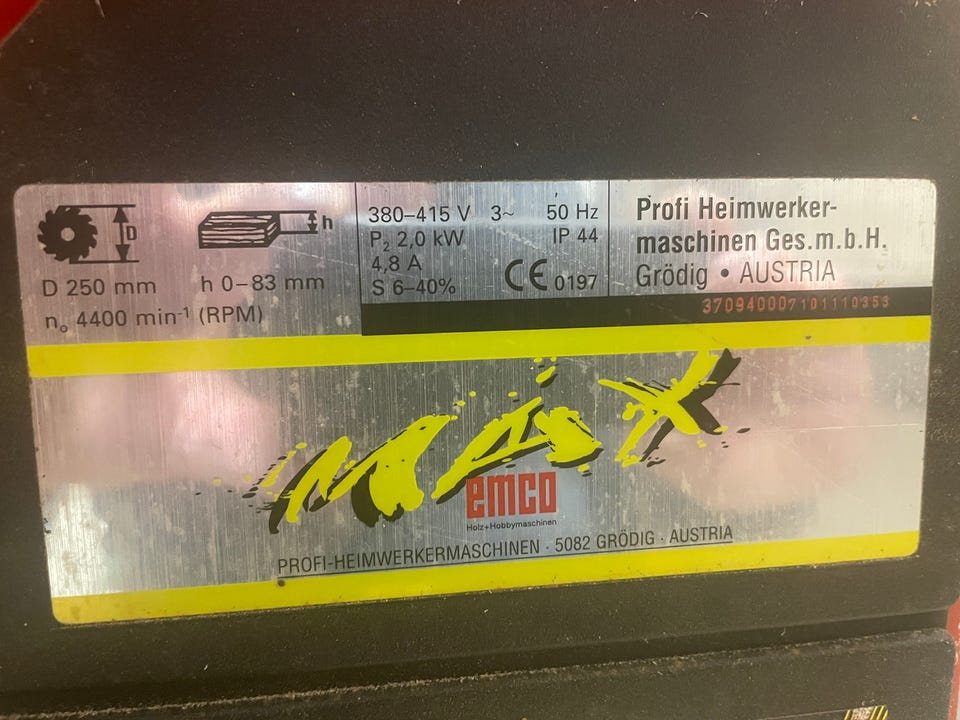 D
h
D 250 mm
h 0–83 mm
n₀ 4400 min⁻¹ (RPM)
380–415 V 3~ 50 Hz
P₂ 2,0 kW IP 44
4,8 A
S 6–40% CE 0197
Profi Heimwerker-
maschinen Ges.m.b.H.
Grödig • AUSTRIA
370940007101110353
MAX
emco
Holz+Hobbymaschinen
PROFI-HEIMWERKERMASCHINEN · 5082 GRÖDIG · AUSTRIA